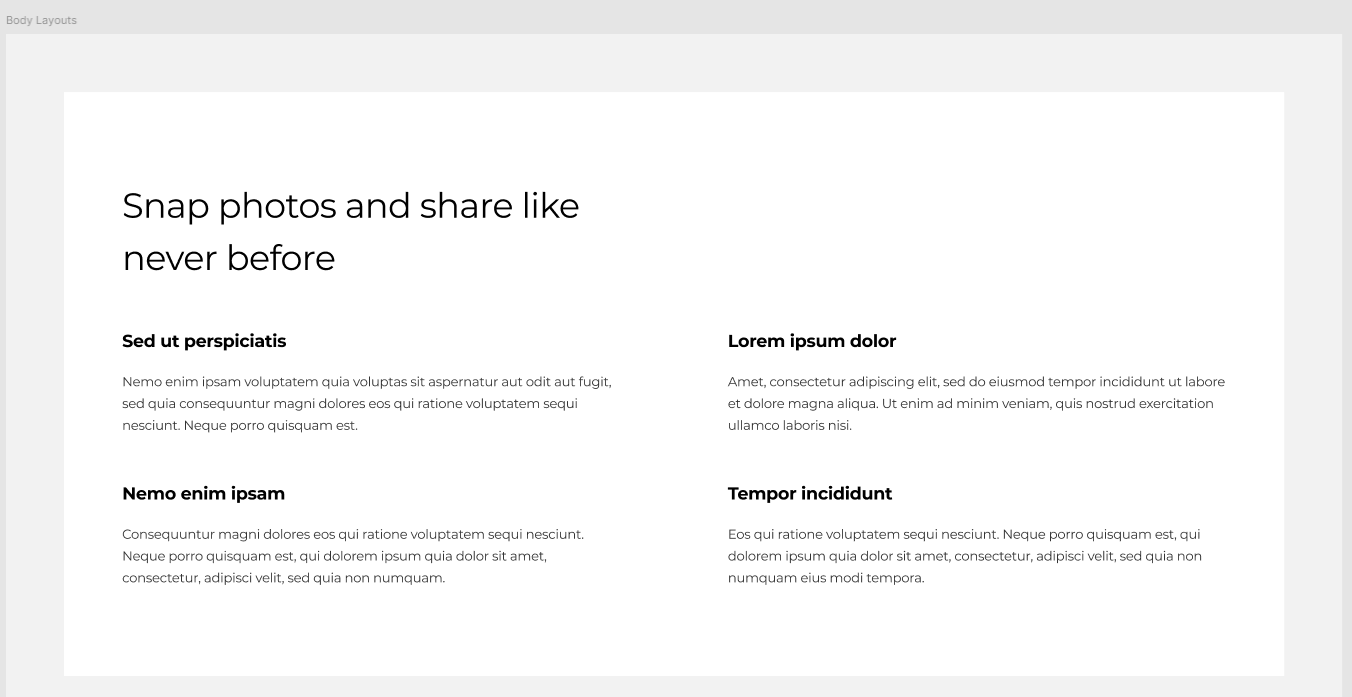 Body Layouts
Snap photos and share like
never before
Sed ut perspiciatis
Nemo enim ipsam voluptatem quia voluptas sit aspernatur aut odit aut fugit,
sed quia consequuntur magni dolores eos qui ratione voluptatem sequi
nesciunt. Neque porro quisquam est.
Lorem ipsum dolor
Amet, consectetur adipiscing elit, sed do eiusmod tempor incididunt ut labore
et dolore magna aliqua. Ut enim ad minim veniam, quis nostrud exercitation
ullamco laboris nisi.
Nemo enim ipsam
Consequuntur magni dolores eos qui ratione voluptatem sequi nesciunt.
Neque porro quisquam est, qui dolorem ipsum quia dolor sit amet,
consectetur, adipisci velit, sed quia non numquam.
Tempor incididunt
Eos qui ratione voluptatem sequi nesciunt. Neque porro quisquam est, qui
dolorem ipsum quia dolor sit amet, consectetur, adipisci velit, sed quia non
numquam eius modi tempora.